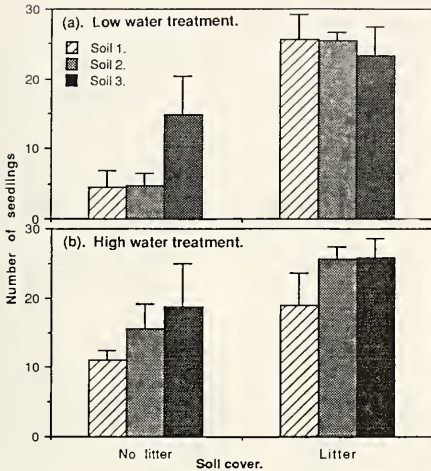 (a). Low water treatment.
Soil 1.
Soil 2.
Soil 3.
30
20
10
0
Number of seedlings
(b). High water treatment.
30
20
10
0
No litter
Litter
Soil cover.